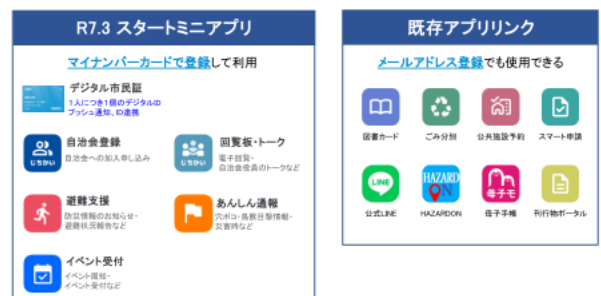 R7.3 スタートミニアプリ
マイナンバーカードで登録して利用
デジタル市民証
1人につき1個のデジタルID
プッシュ通知、ID連携
じちかい
自治会登録
自治会への加入申し込み
じちかい
回覧板・トーク
電子回覧・
自治会役員のトークなど
避難支援
防災情報のお知らせ・
避難状況報告など
あんしん通報
穴ボコ・鳥獣目撃情報・
災害時など
イベント受付
イベント周知・
イベント受付など
既存アプリリンク
メールアドレス登録でも使用できる
図書カード
ごみ分別
公共施設予約
スマート申請
LINE
公式LINE
HAZARD
ON
HAZARDON
母子モ
母子手帳
刊行物ポータル